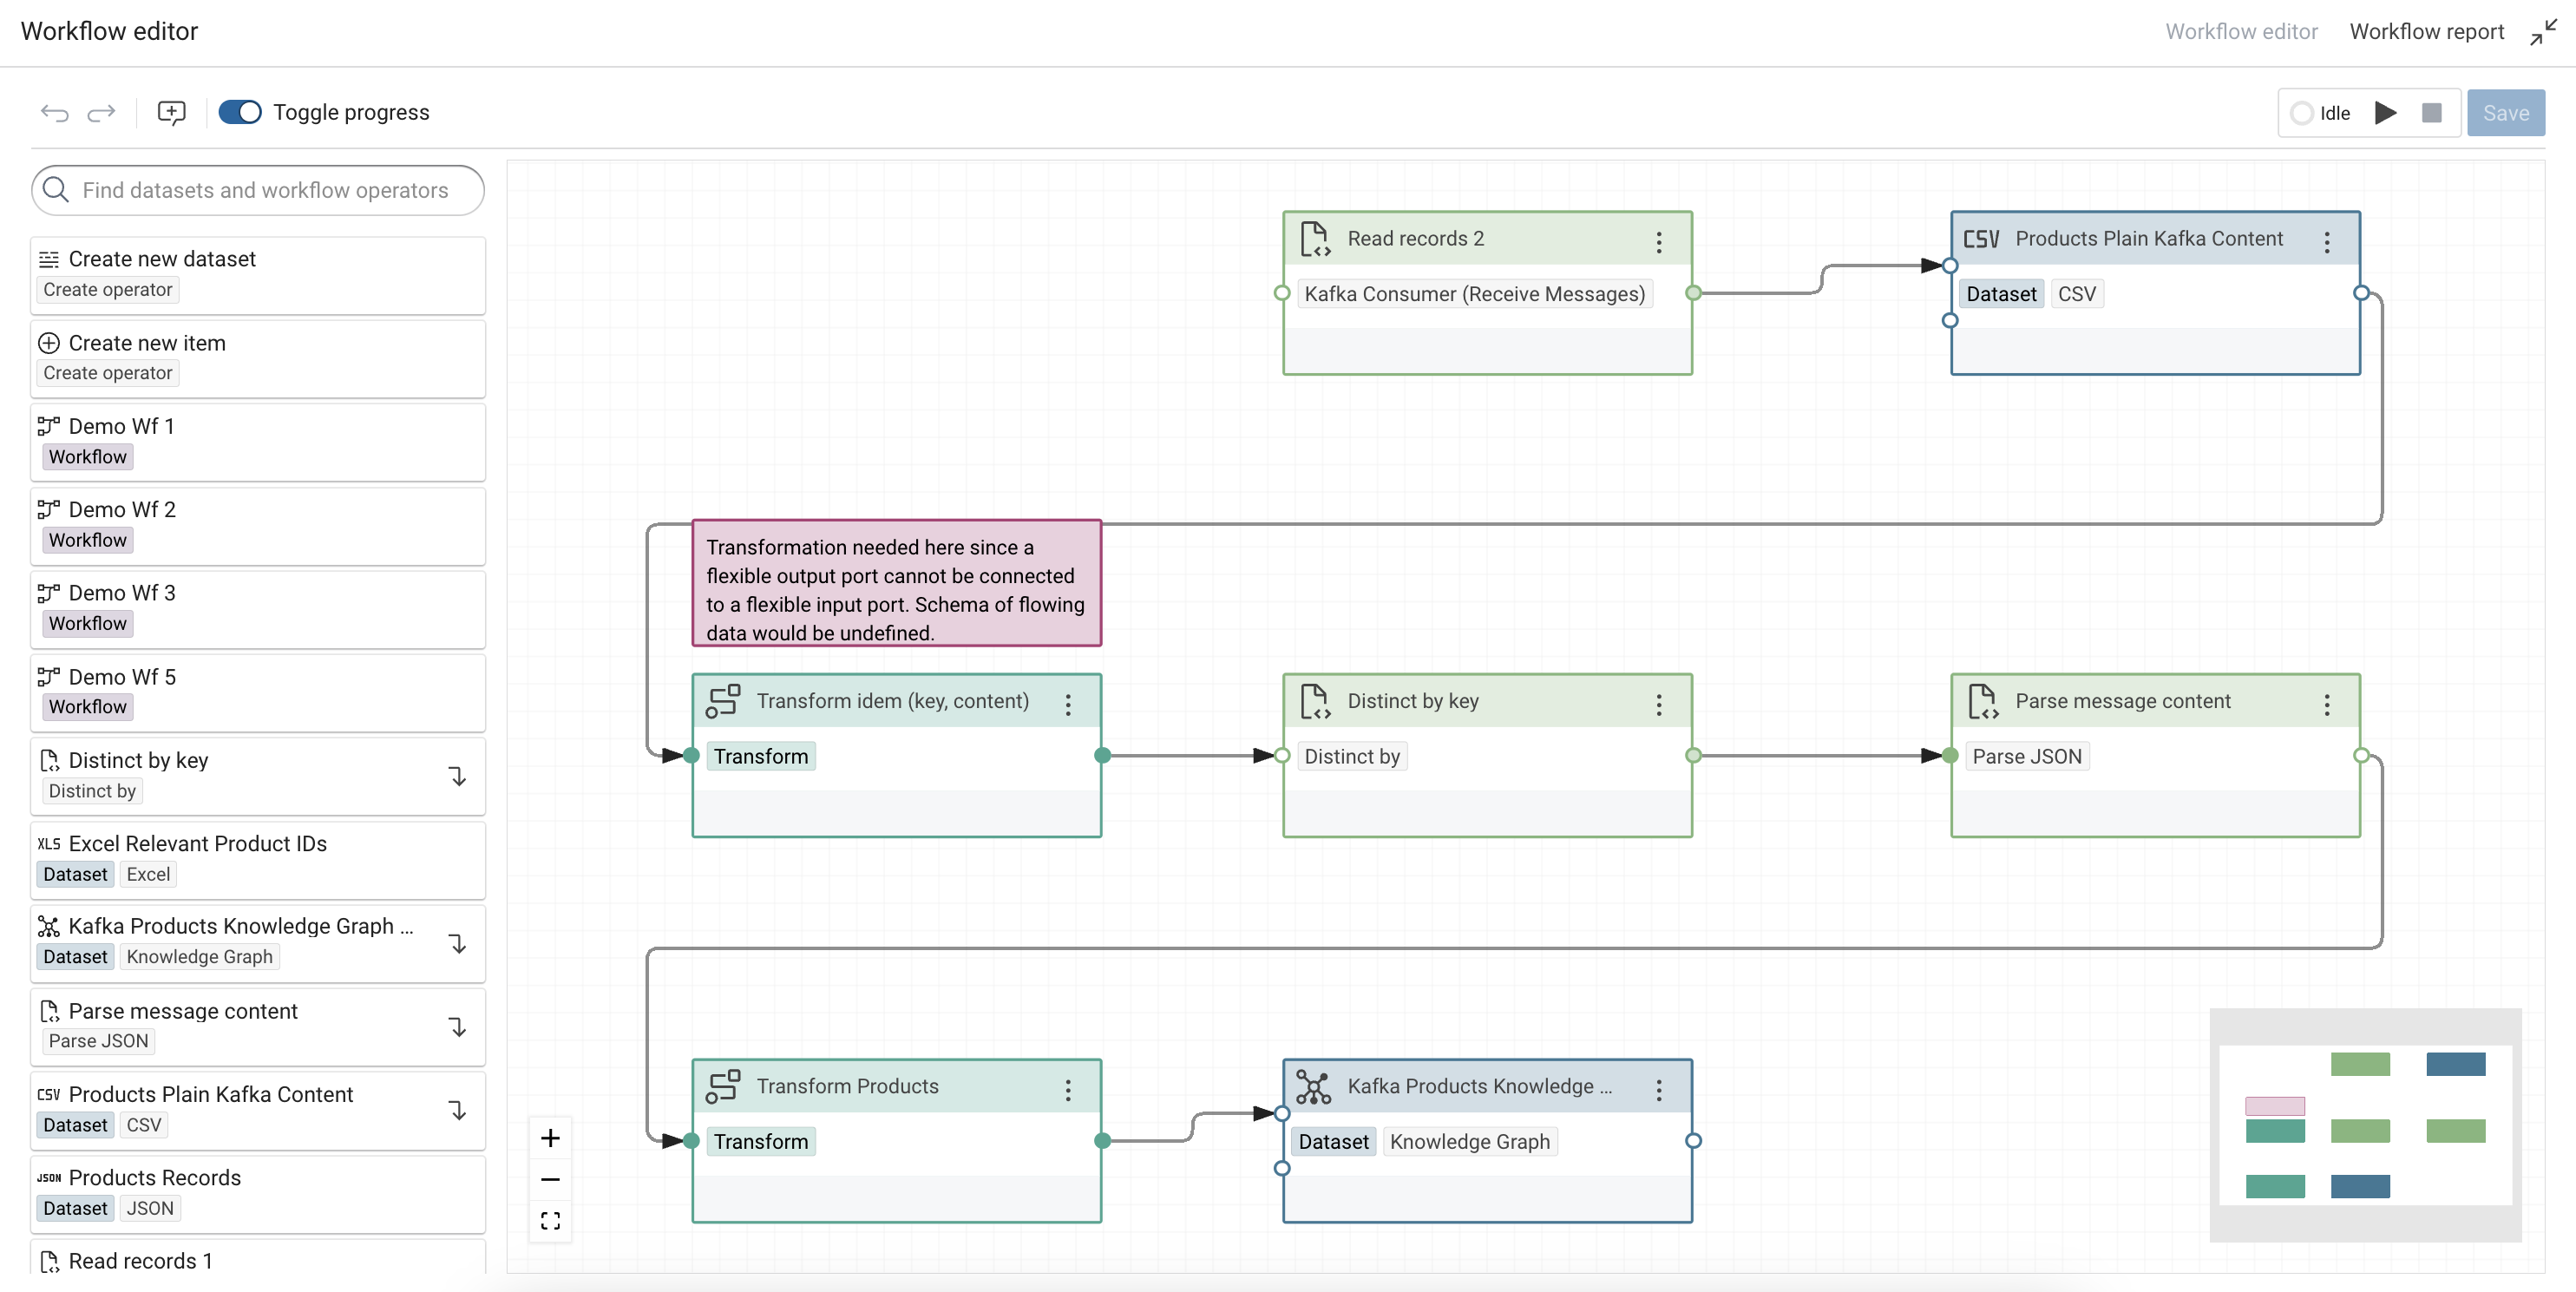 Workflow editor
Workflow editor
Workflow report
Toggle progress
Idle
Save
Find datasets and workflow operators
Create new dataset
Create operator
Create new item
Create operator
Demo Wf 1
Workflow
Demo Wf 2
Workflow
Demo Wf 3
Workflow
Demo Wf 5
Workflow
Distinct by key
Distinct by
XLS Excel Relevant Product IDs
Dataset Excel
Kafka Products Knowledge Graph ...
Dataset Knowledge Graph
Parse message content
Parse JSON
CSV Products Plain Kafka Content
Dataset CSV
JSON Products Records
Dataset JSON
Read records 1
Read records 2
Kafka Consumer (Receive Messages)
CSV Products Plain Kafka Content
Dataset CSV
Transformation needed here since a
flexible output port cannot be connected
to a flexible input port. Schema of flowing
data would be undefined.
Transform idem (key, content)
Transform
Distinct by key
Distinct by
Parse message content
Parse JSON
Transform Products
Transform
Kafka Products Knowledge ...
Dataset Knowledge Graph